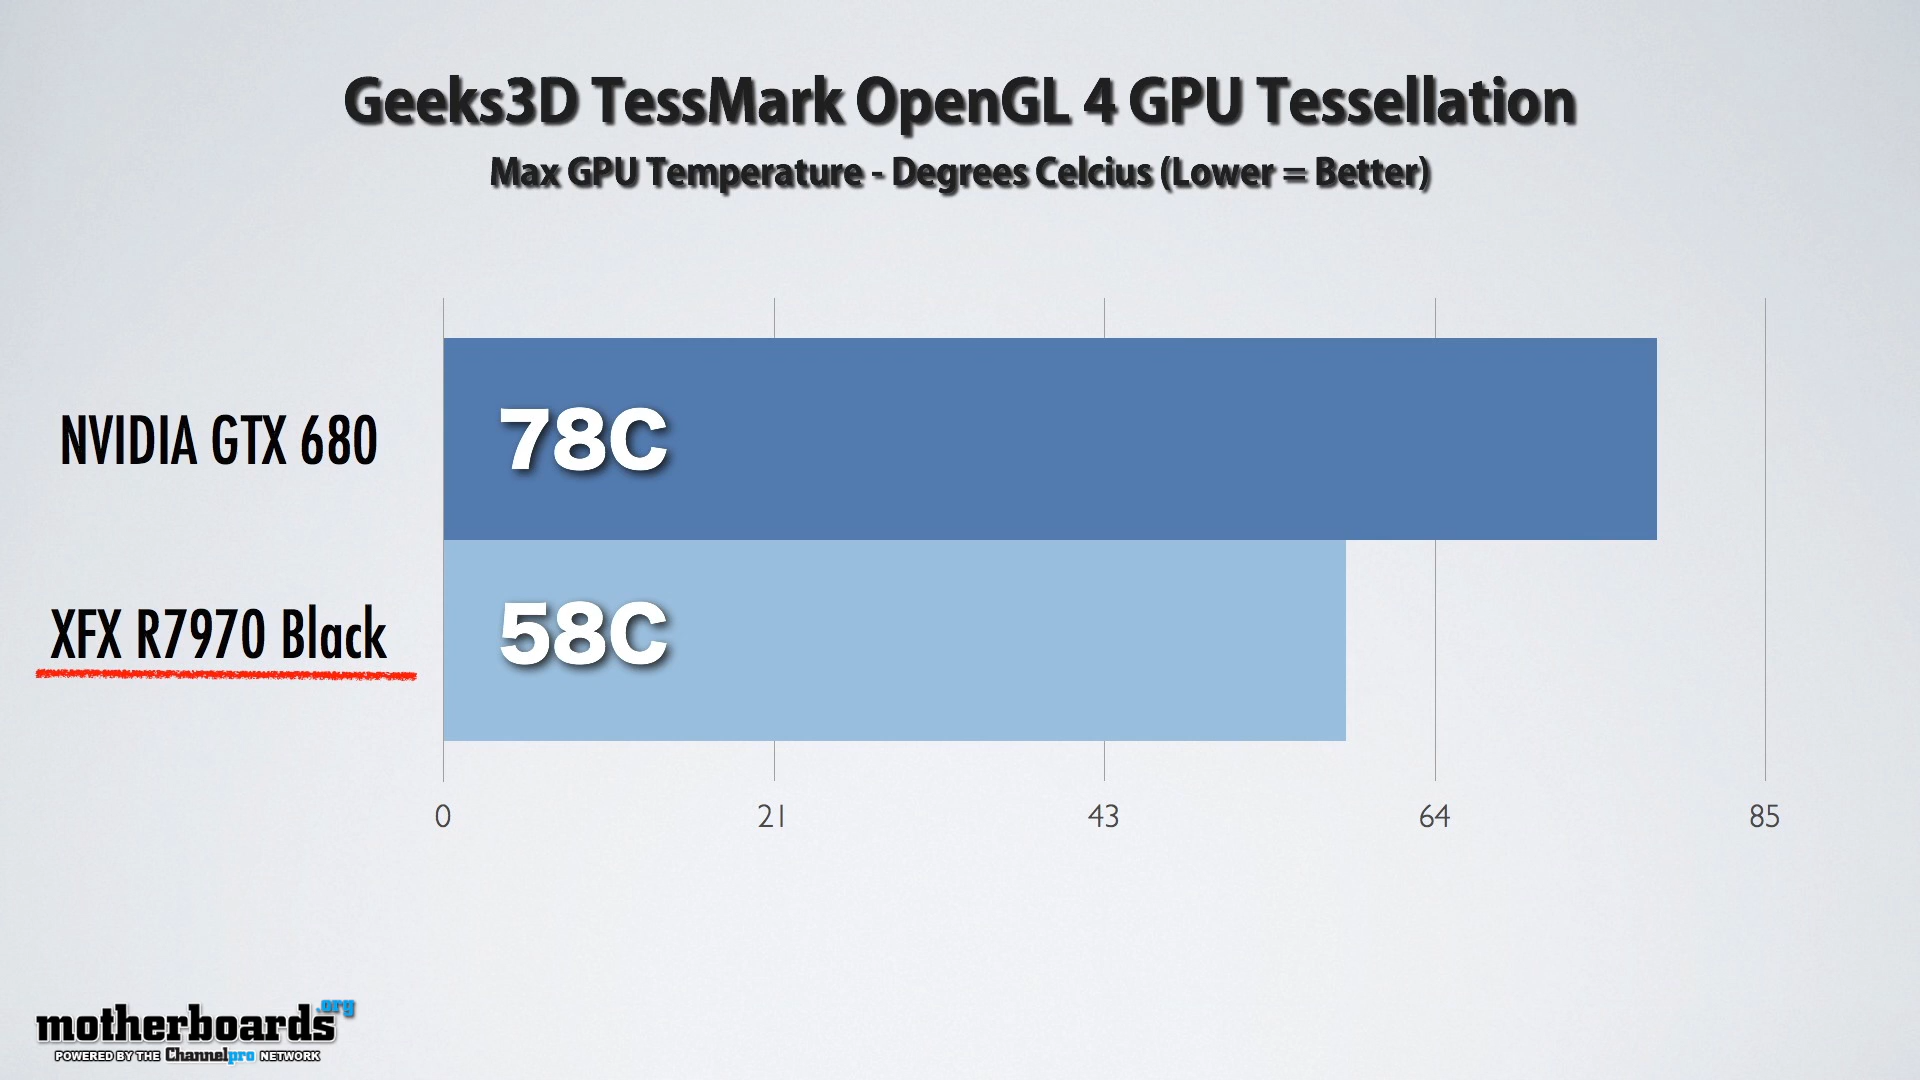 Geeks3D TessMark OpenGL 4 GPU Tessellation
Max GPU Temperature - Degrees Celcius (Lower = Better)
NVIDIA GTX 680
78C
XFX R7970 Black
58C
0 21 43 64 85
motherboards.org
POWERED BY THE Channelpro NETWORK